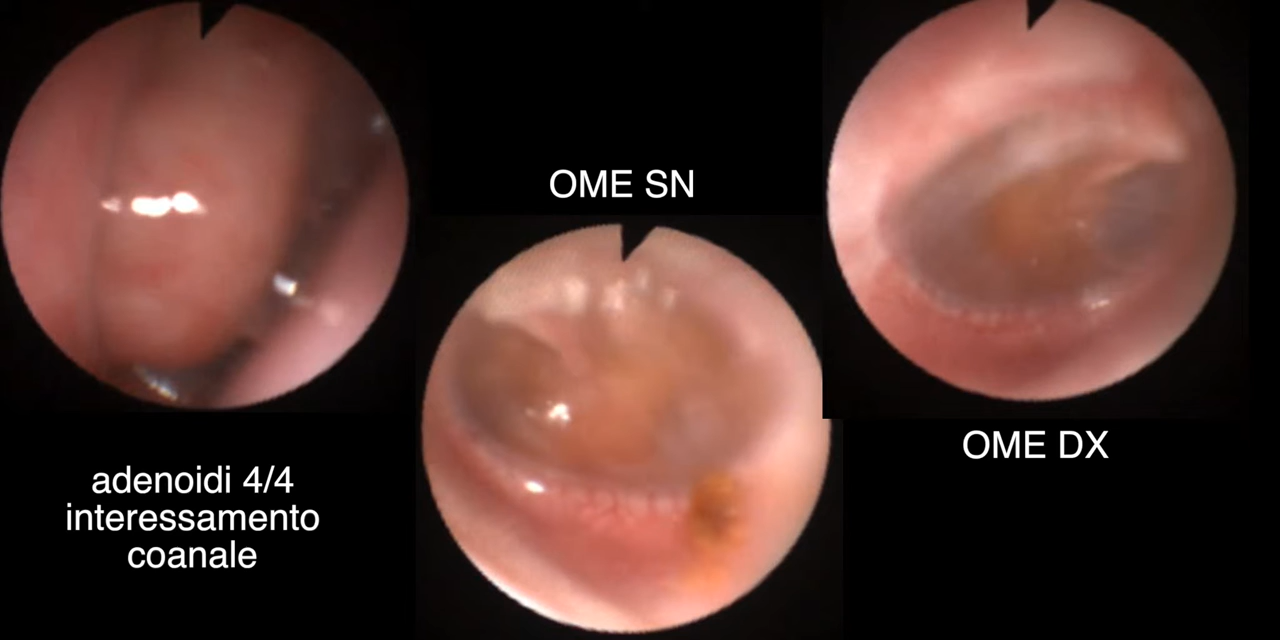 OME SN
OME DX
adenoidi 4/4
interessamento
coanale